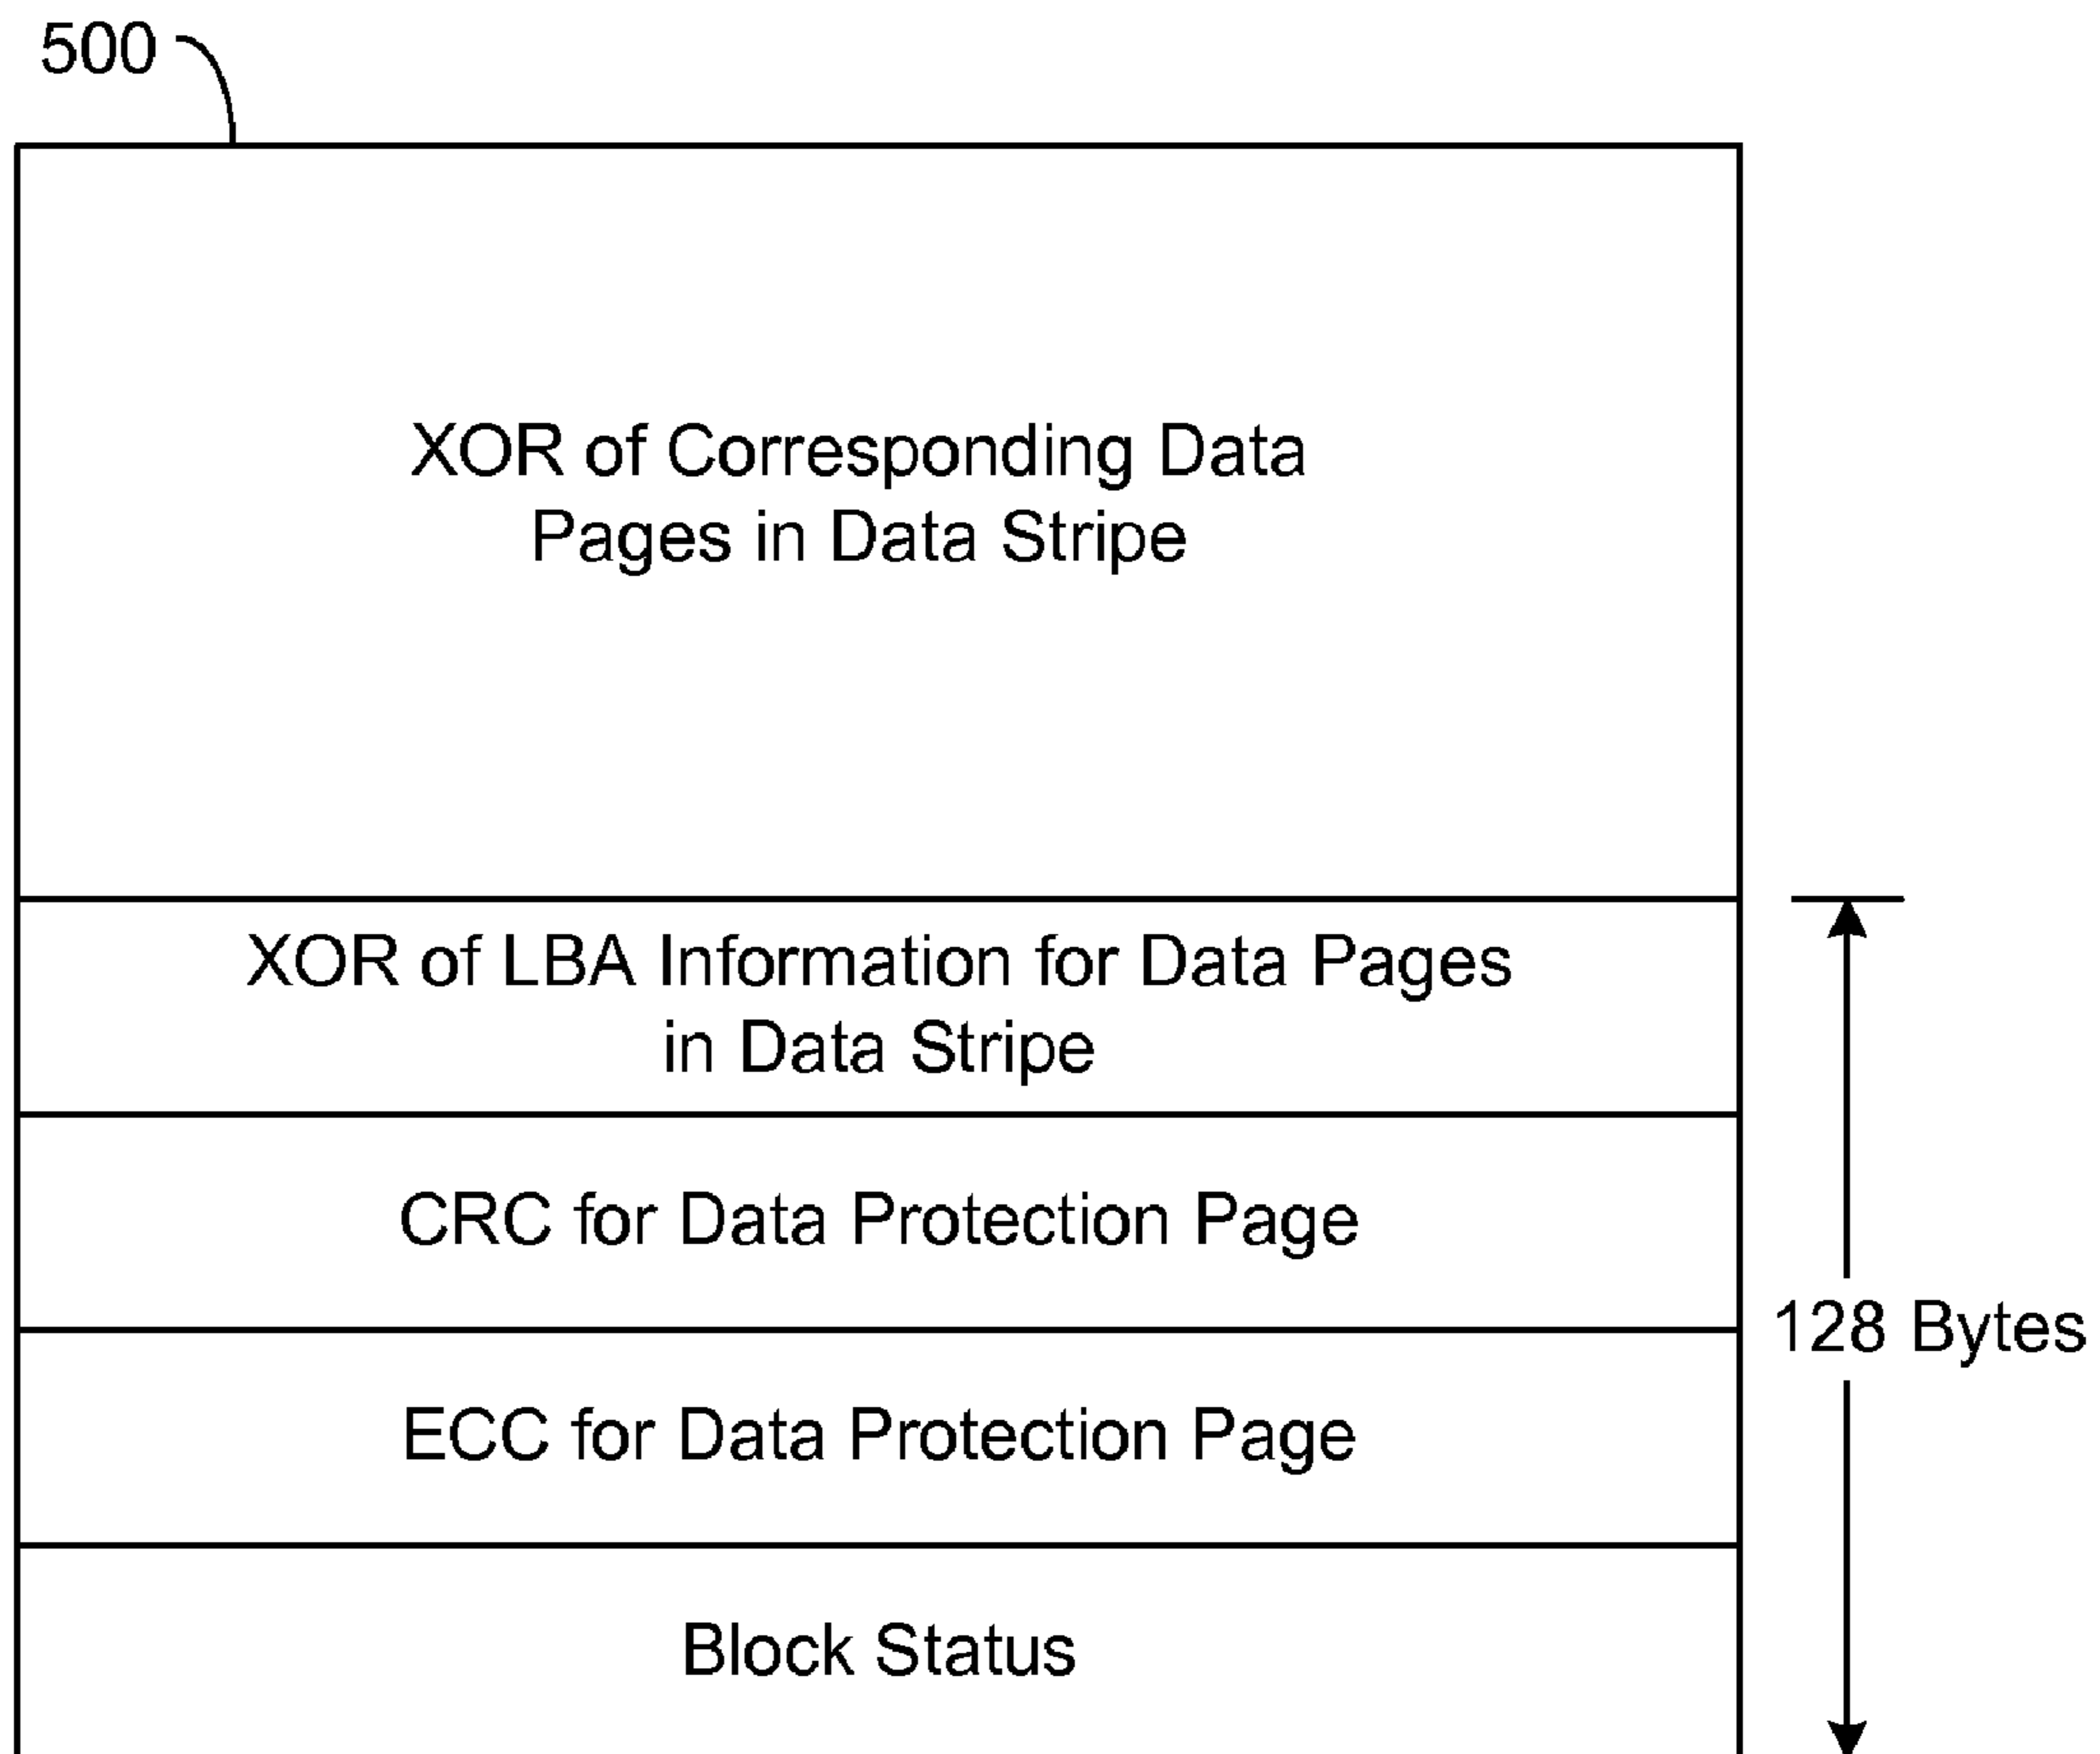 500
XOR of Corresponding Data
Pages in Data Stripe
XOR of LBA Information for Data Pages
in Data Stripe
CRC for Data Protection Page
128 Bytes
ECC for Data Protection Page
Block Status